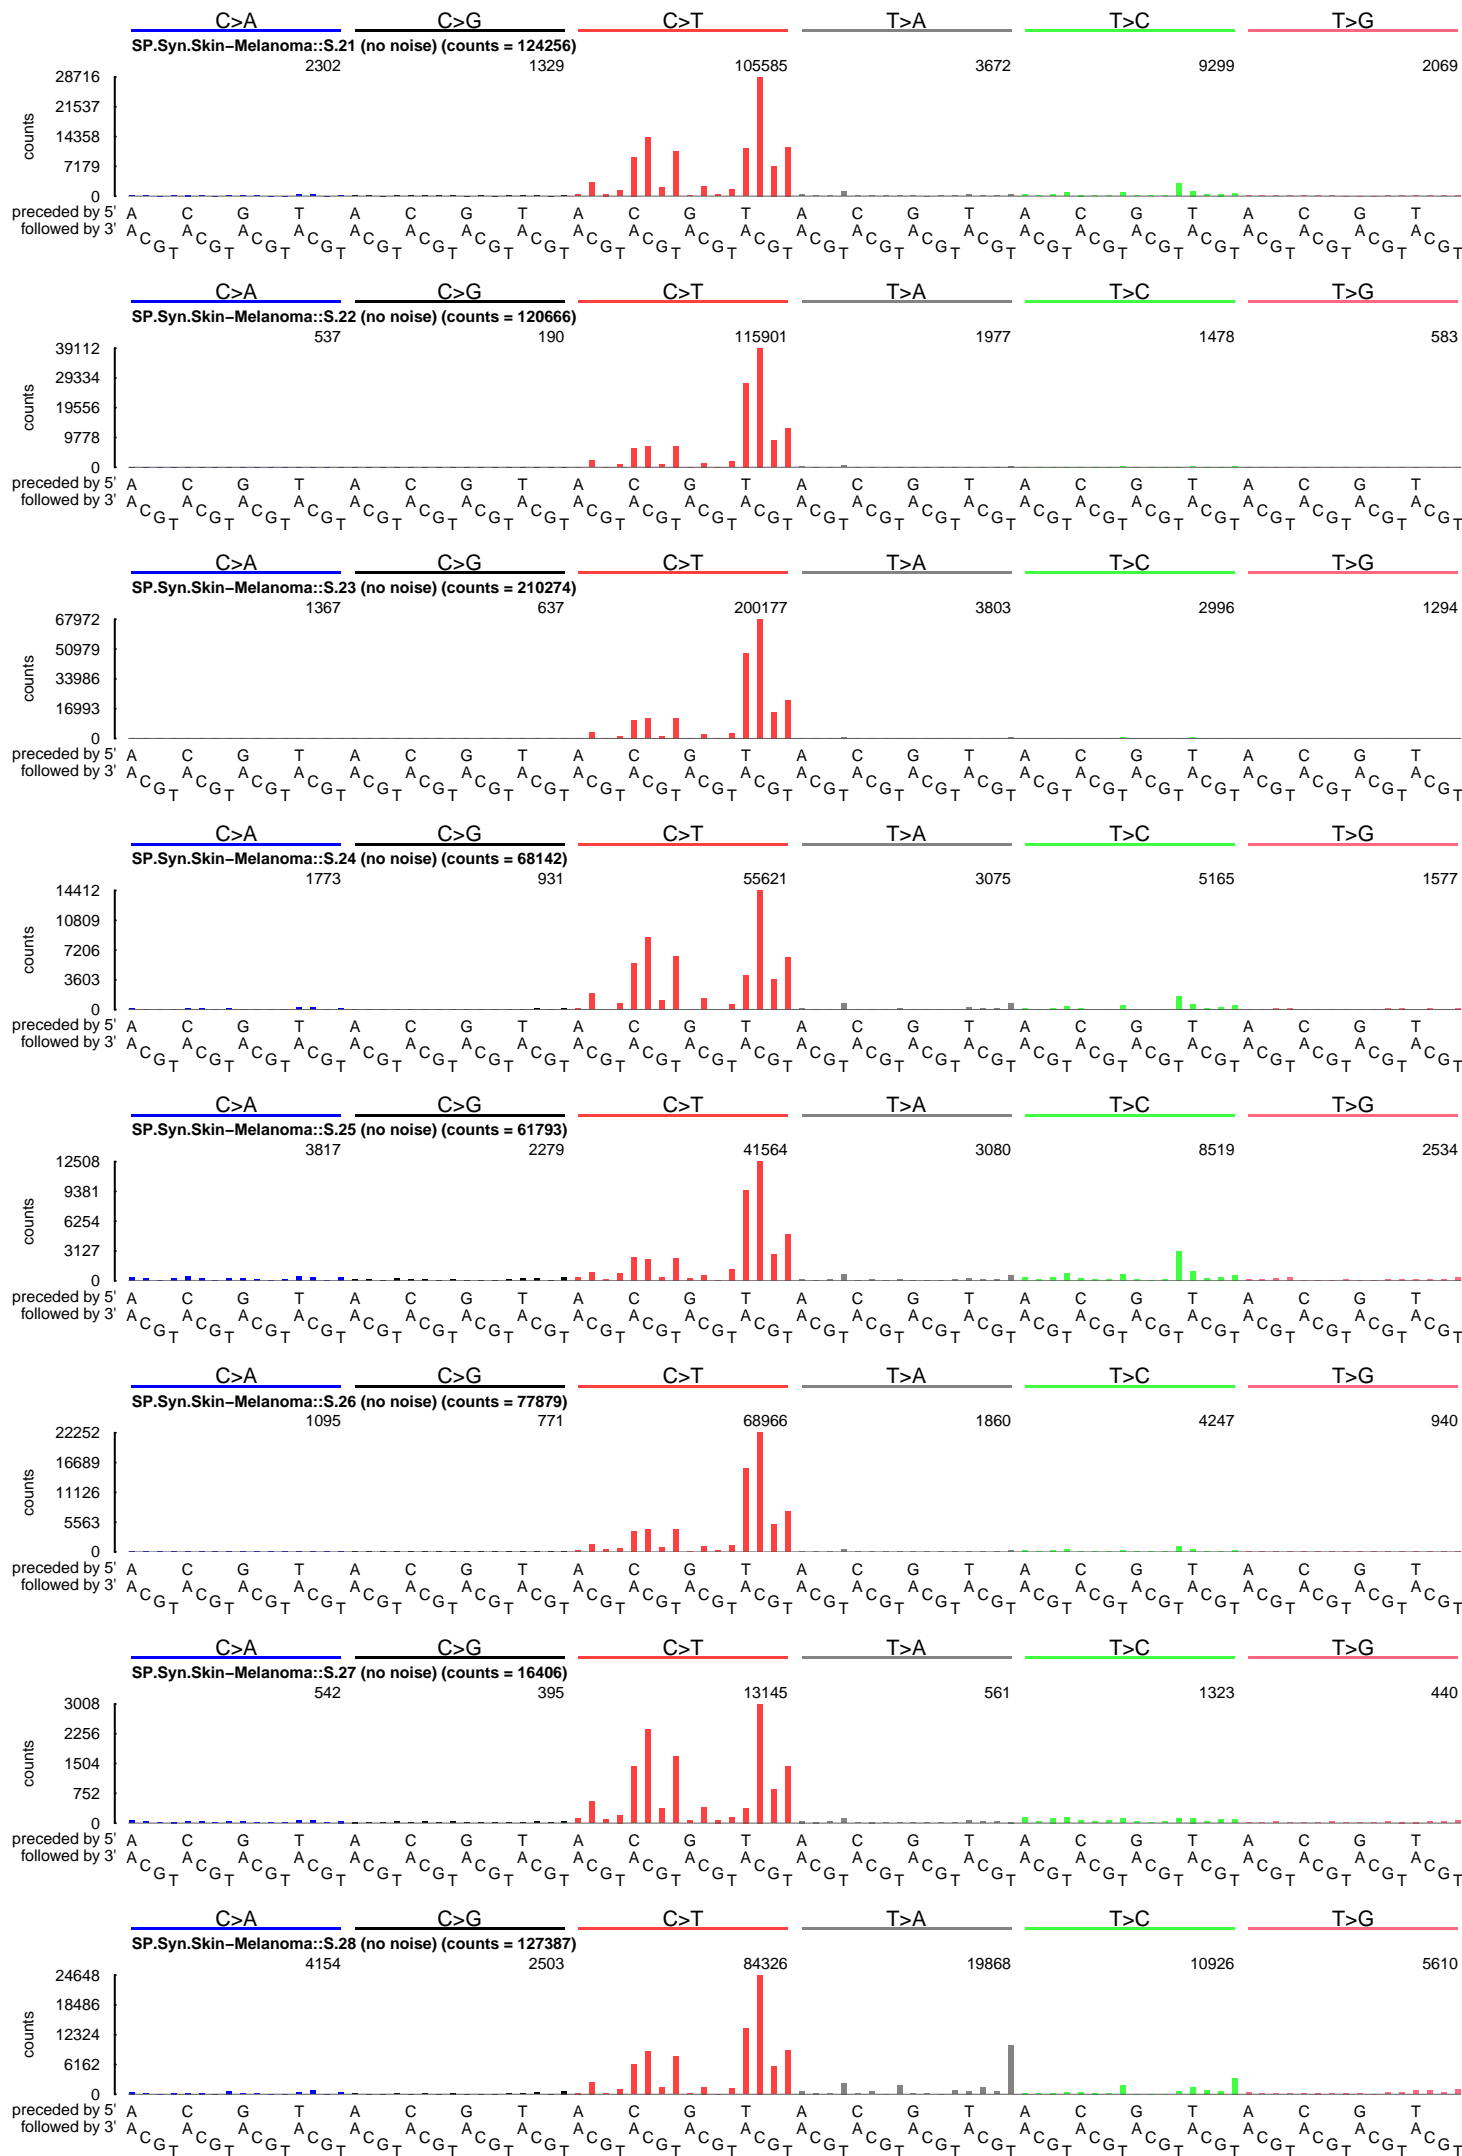 C>A C>G C>T T>A T>C T>G
SP.Syn.Skin−Melanoma::S.21 (no noise) (counts = 124256)
2302 1329 105585 3672 9299 2069
28716
21537
14358
7179
0
counts
preceded by 5' A C G T A C G T A C G T A C G T A C G T A C G T
followed by 3' A C G T A C G T A C G T A C G T A C G T A C G T A C G T A C G T A C G T A C G T A C G T A C G T A C G T A C G T A C G T A C G T A C G T A C G T A C G T A C G T A C G T A C G T A C G T A C G T
C>A C>G C>T T>A T>C T>G
SP.Syn.Skin−Melanoma::S.22 (no noise) (counts = 120666)
537 190 115901 1977 1478 583
39112
29334
19556
9778
0
counts
preceded by 5' A C G T A C G T A C G T A C G T A C G T A C G T
followed by 3' A C G T A C G T A C G T A C G T A C G T A C G T A C G T A C G T A C G T A C G T A C G T A C G T A C G T A C G T A C G T A C G T A C G T A C G T A C G T A C G T A C G T A C G T A C G T A C G T
C>A C>G C>T T>A T>C T>G
SP.Syn.Skin−Melanoma::S.23 (no noise) (counts = 210274)
1367 637 200177 3803 2996 1294
67972
50979
33986
16993
0
counts
preceded by 5' A C G T A C G T A C G T A C G T A C G T A C G T
followed by 3' A C G T A C G T A C G T A C G T A C G T A C G T A C G T A C G T A C G T A C G T A C G T A C G T A C G T A C G T A C G T A C G T A C G T A C G T A C G T A C G T A C G T A C G T A C G T A C G T
C>A C>G C>T T>A T>C T>G
SP.Syn.Skin−Melanoma::S.24 (no noise) (counts = 68142)
1773 931 55621 3075 5165 1577
14412
10809
7206
3603
0
counts
preceded by 5' A C G T A C G T A C G T A C G T A C G T A C G T
followed by 3' A C G T A C G T A C G T A C G T A C G T A C G T A C G T A C G T A C G T A C G T A C G T A C G T A C G T A C G T A C G T A C G T A C G T A C G T A C G T A C G T A C G T A C G T A C G T A C G T
C>A C>G C>T T>A T>C T>G
SP.Syn.Skin−Melanoma::S.25 (no noise) (counts = 61793)
3817 2279 41564 3080 8519 2534
12508
9381
6254
3127
0
counts
preceded by 5' A C G T A C G T A C G T A C G T A C G T A C G T
followed by 3' A C G T A C G T A C G T A C G T A C G T A C G T A C G T A C G T A C G T A C G T A C G T A C G T A C G T A C G T A C G T A C G T A C G T A C G T A C G T A C G T A C G T A C G T A C G T A C G T
C>A C>G C>T T>A T>C T>G
SP.Syn.Skin−Melanoma::S.26 (no noise) (counts = 77879)
1095 771 68966 1860 4247 940
22252
16689
11126
5563
0
counts
preceded by 5' A C G T A C G T A C G T A C G T A C G T A C G T
followed by 3' A C G T A C G T A C G T A C G T A C G T A C G T A C G T A C G T A C G T A C G T A C G T A C G T A C G T A C G T A C G T A C G T A C G T A C G T A C G T A C G T A C G T A C G T A C G T A C G T
C>A C>G C>T T>A T>C T>G
SP.Syn.Skin−Melanoma::S.27 (no noise) (counts = 16406)
542 395 13145 561 1323 440
3008
2256
1504
752
0
counts
preceded by 5' A C G T A C G T A C G T A C G T A C G T A C G T
followed by 3' A C G T A C G T A C G T A C G T A C G T A C G T A C G T A C G T A C G T A C G T A C G T A C G T A C G T A C G T A C G T A C G T A C G T A C G T A C G T A C G T A C G T A C G T A C G T A C G T
C>A C>G C>T T>A T>C T>G
SP.Syn.Skin−Melanoma::S.28 (no noise) (counts = 127387)
4154 2503 84326 19868 10926 5610
24648
18486
12324
6162
0
counts
preceded by 5' A C G T A C G T A C G T A C G T A C G T A C G T
followed by 3' A C G T A C G T A C G T A C G T A C G T A C G T A C G T A C G T A C G T A C G T A C G T A C G T A C G T A C G T A C G T A C G T A C G T A C G T A C G T A C G T A C G T A C G T A C G T A C G T